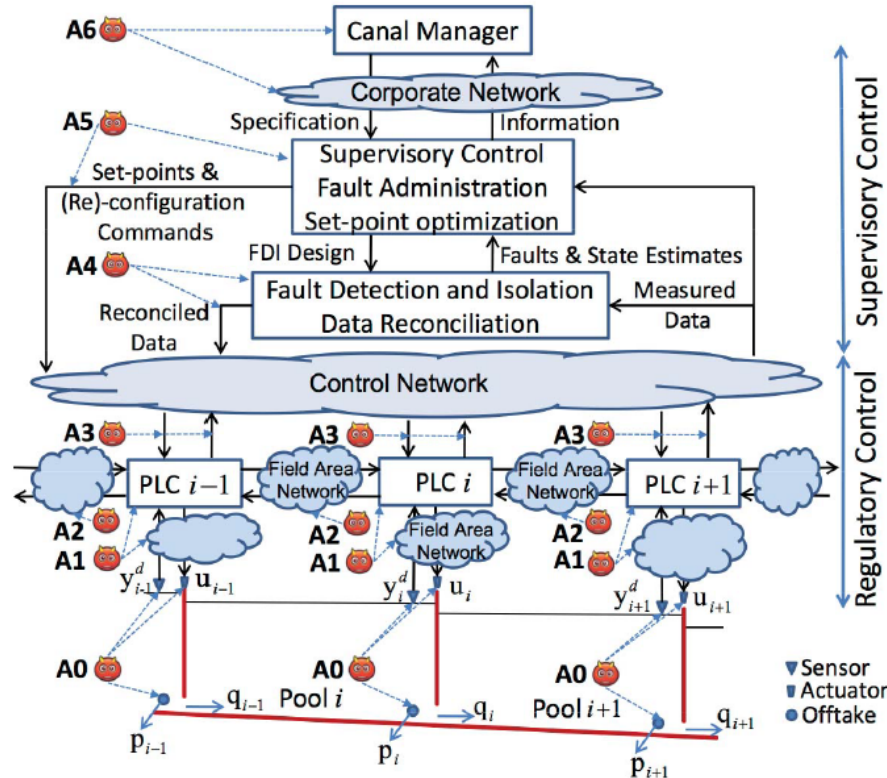 A6
Canal Manager
Corporate Network
A5
Specification
Information
Set-points &
(Re)-configuration
Commands
Supervisory Control
Fault Administration
Set-point optimization
Supervisory Control
FDI Design
Faults & State Estimates
A4
Fault Detection and Isolation
Data Reconciliation
Reconciled
Data
Measured
Data
Control Network
Regulatory Control
A3
A3
A3
PLC i−1
Field Area
Network
PLC i
Field Area
Network
PLC i+1
A2
A2
A2
Field Area
Network
A1
A1
A1
y^d_{i-1}
u_{i-1}
y^d_i
u_i
y^d_{i+1}
u_{i+1}
A0
A0
A0
Sensor
Actuator
Offtake
q_{i-1}
Pool i
q_i
Pool i+1
q_{i+1}
p_{i-1}
p_i
p_{i+1}